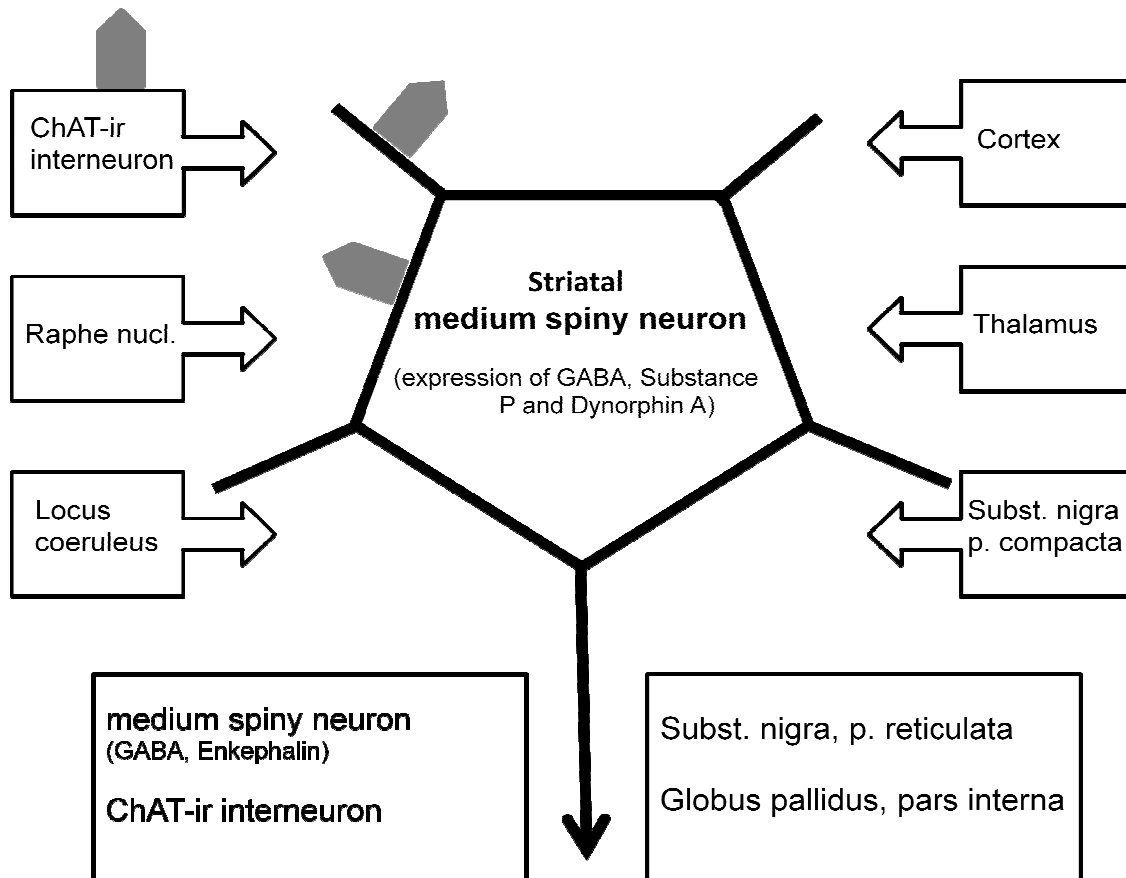 ChAT-ir
interneuron
Raphe nucl.
Locus
coeruleus
Striatal
medium spiny neuron
(expression of GABA, Substance
P and Dynorphin A)
Cortex
Thalamus
Subst. nigra
p. compacta
medium spiny neuron
(GABA, Enkephalin)
ChAT-ir interneuron
Subst. nigra, p. reticulata
Globus pallidus, pars interna